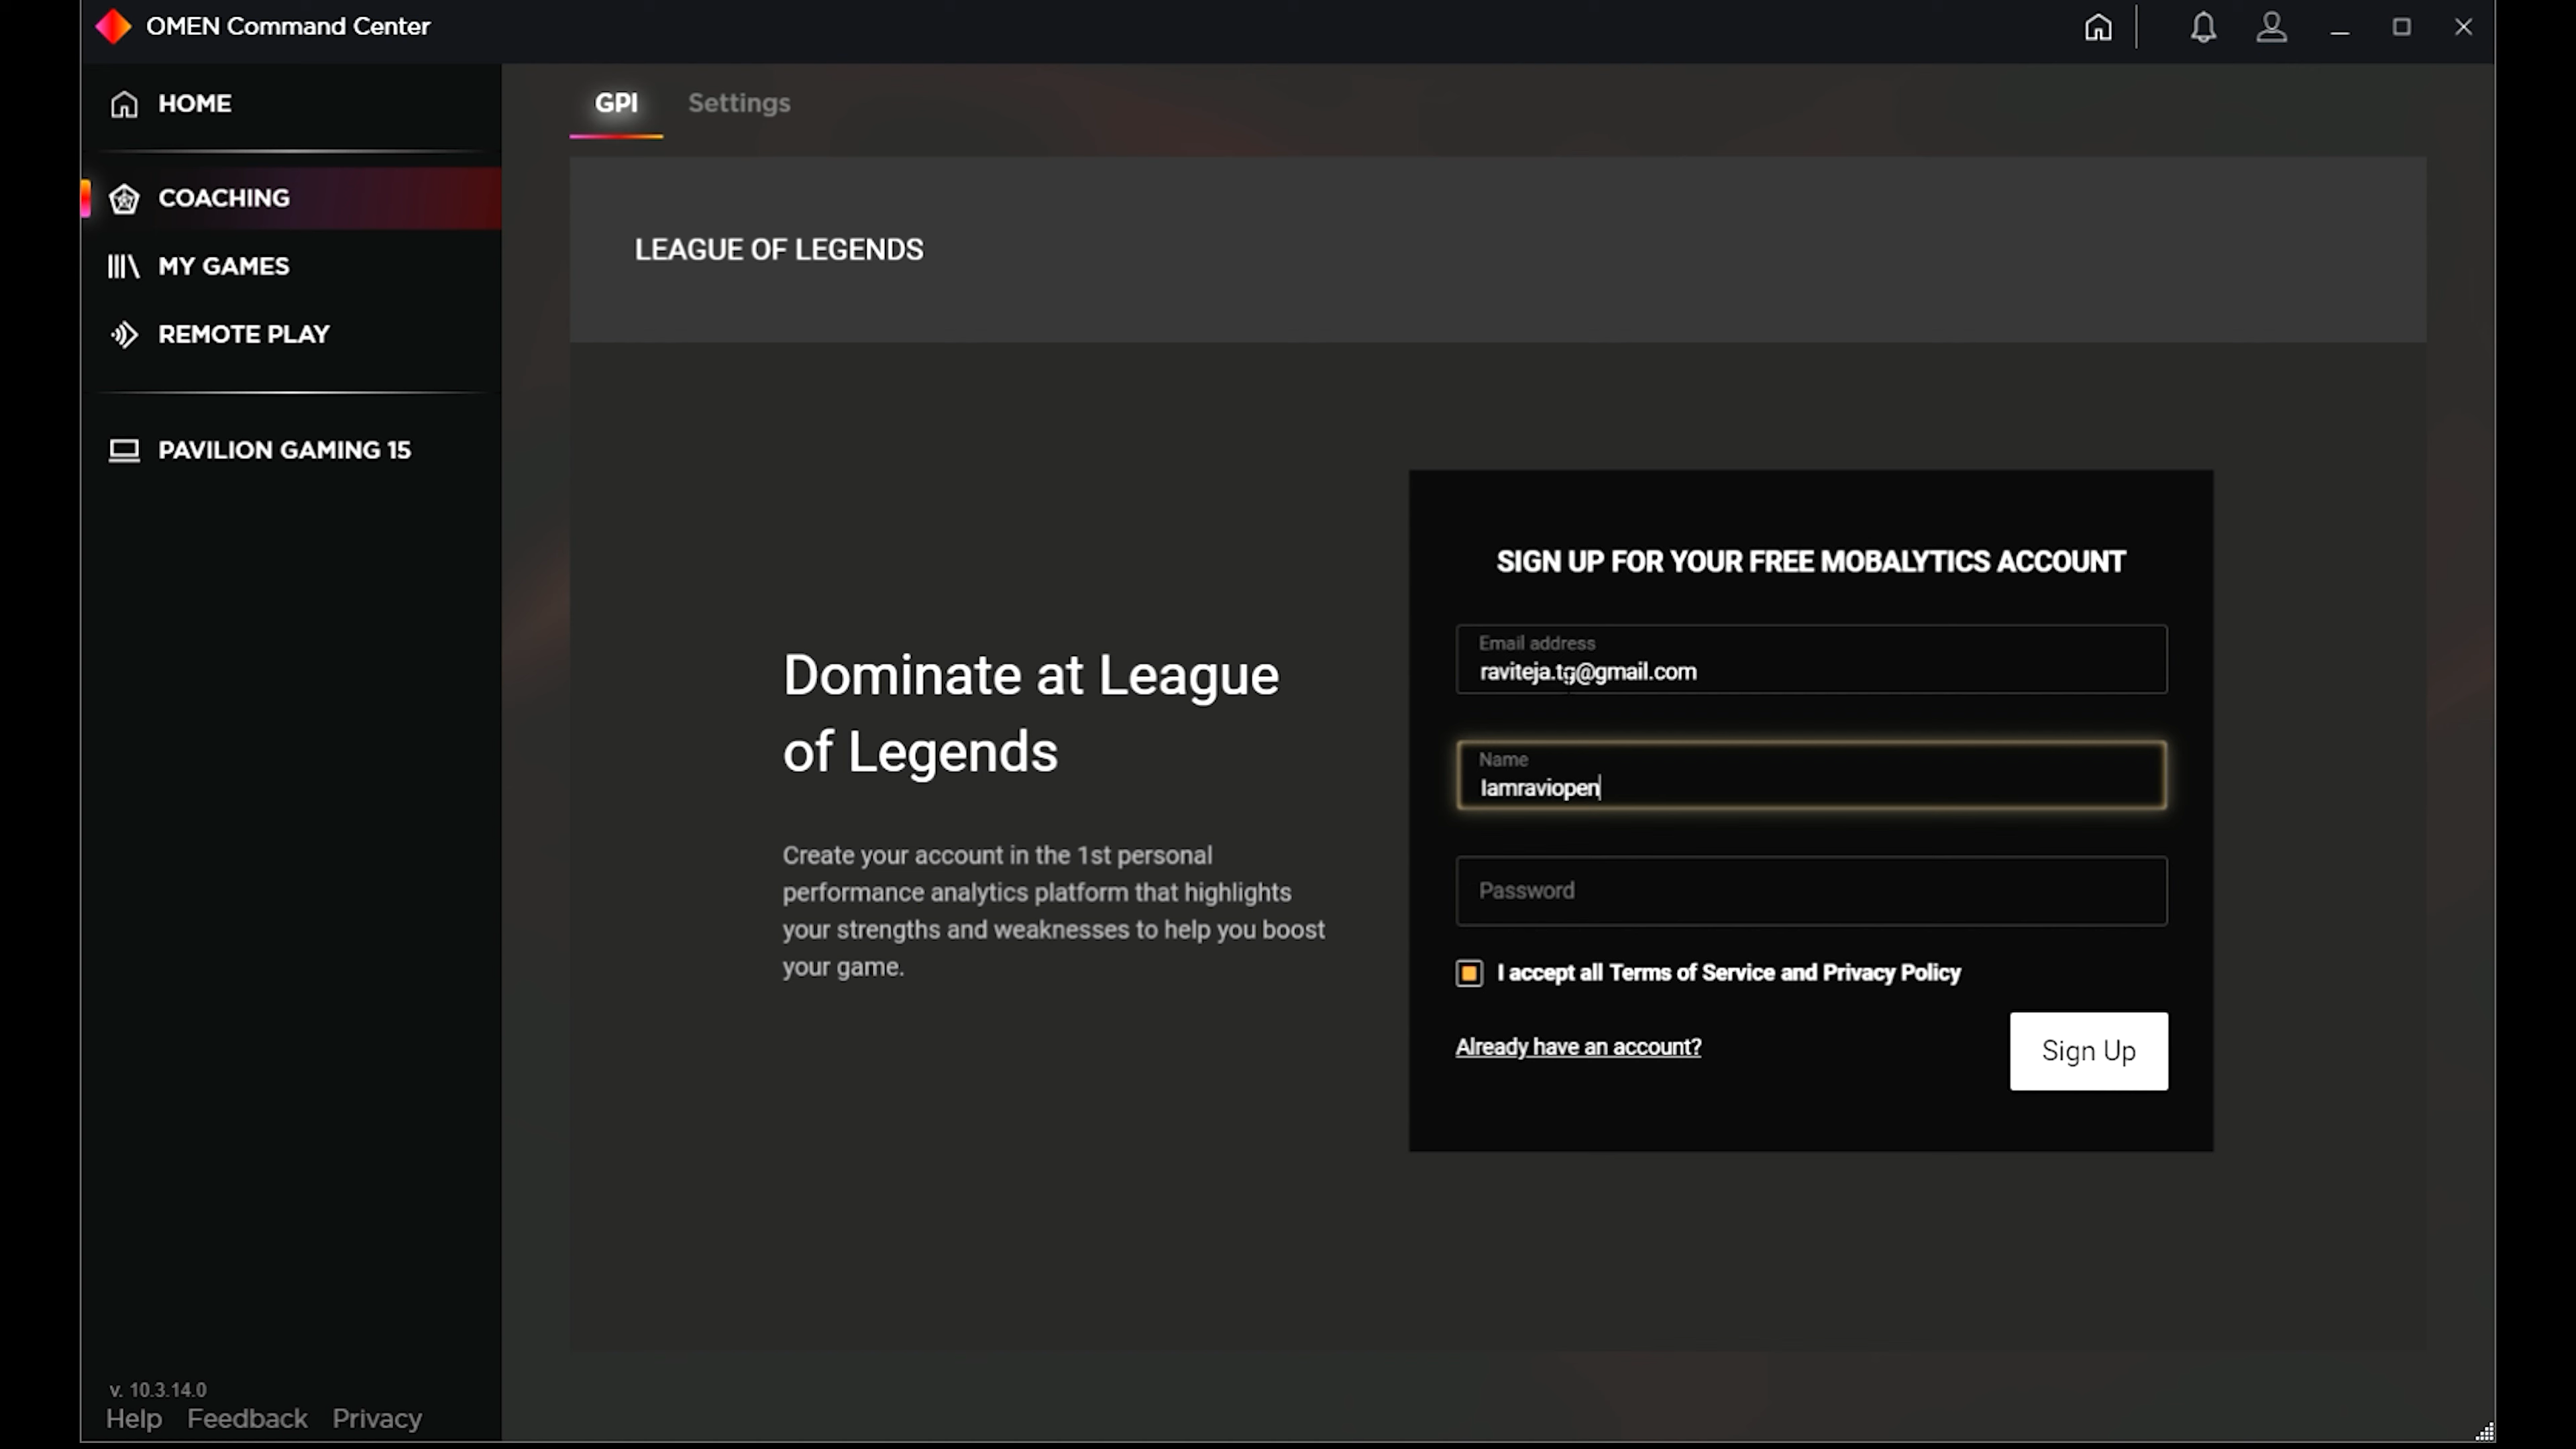 OMEN Command Center
HOME
COACHING
MY GAMES
REMOTE PLAY
PAVILION GAMING 15
v. 10.3.14.0
Help Feedback Privacy
GPI Settings
LEAGUE OF LEGENDS
Dominate at League
of Legends
Create your account in the 1st personal
performance analytics platform that highlights
your strengths and weaknesses to help you boost
your game.
SIGN UP FOR YOUR FREE MOBALYTICS ACCOUNT
Email address
raviteja.tg@gmail.com
Name
Iamraviopen
Password
I accept all Terms of Service and Privacy Policy
Already have an account?
Sign Up